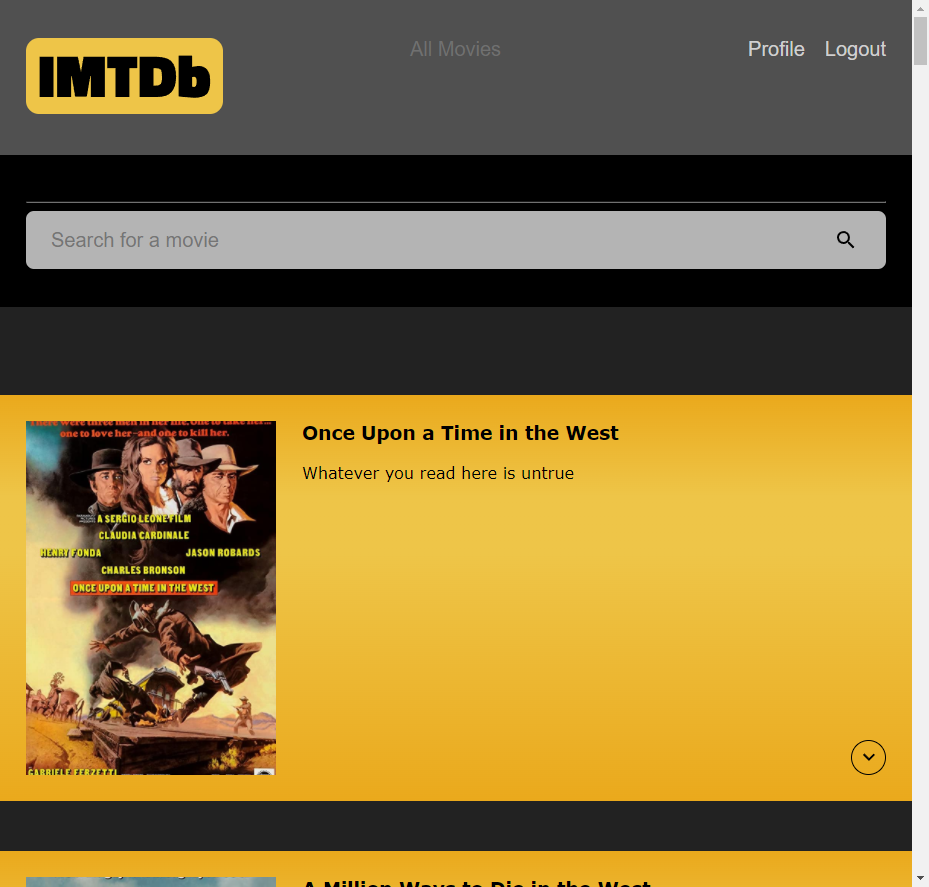 IMTDb
All Movies
Profile Logout
Search for a movie
Once Upon a Time in the West
Whatever you read here is untrue
There were three men in her life. One to take her...
one to love her-and one to kill her.
A SERGIO LEONE FILM
CLAUDIA CARDINALE
HENRY FONDA JASON ROBARDS
CHARLES BRONSON
ONCE UPON A TIME IN THE WEST
GABRIELE FERZETTI
A Million Ways to Die in the West